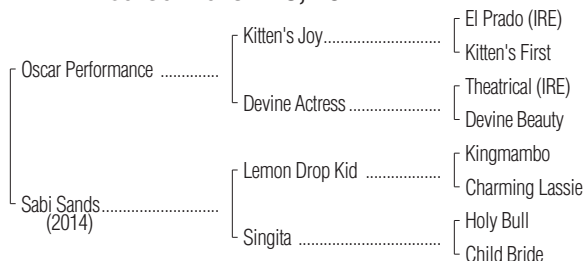 El Prado (IRE)
Kitten's Joy
Kitten's First
Oscar Performance
Theatrical (IRE)
Devine Actress
Devine Beauty
Kingmambo
Lemon Drop Kid
Charming Lassie
Sabi Sands
(2014)
Holy Bull
Singita
Child Bride